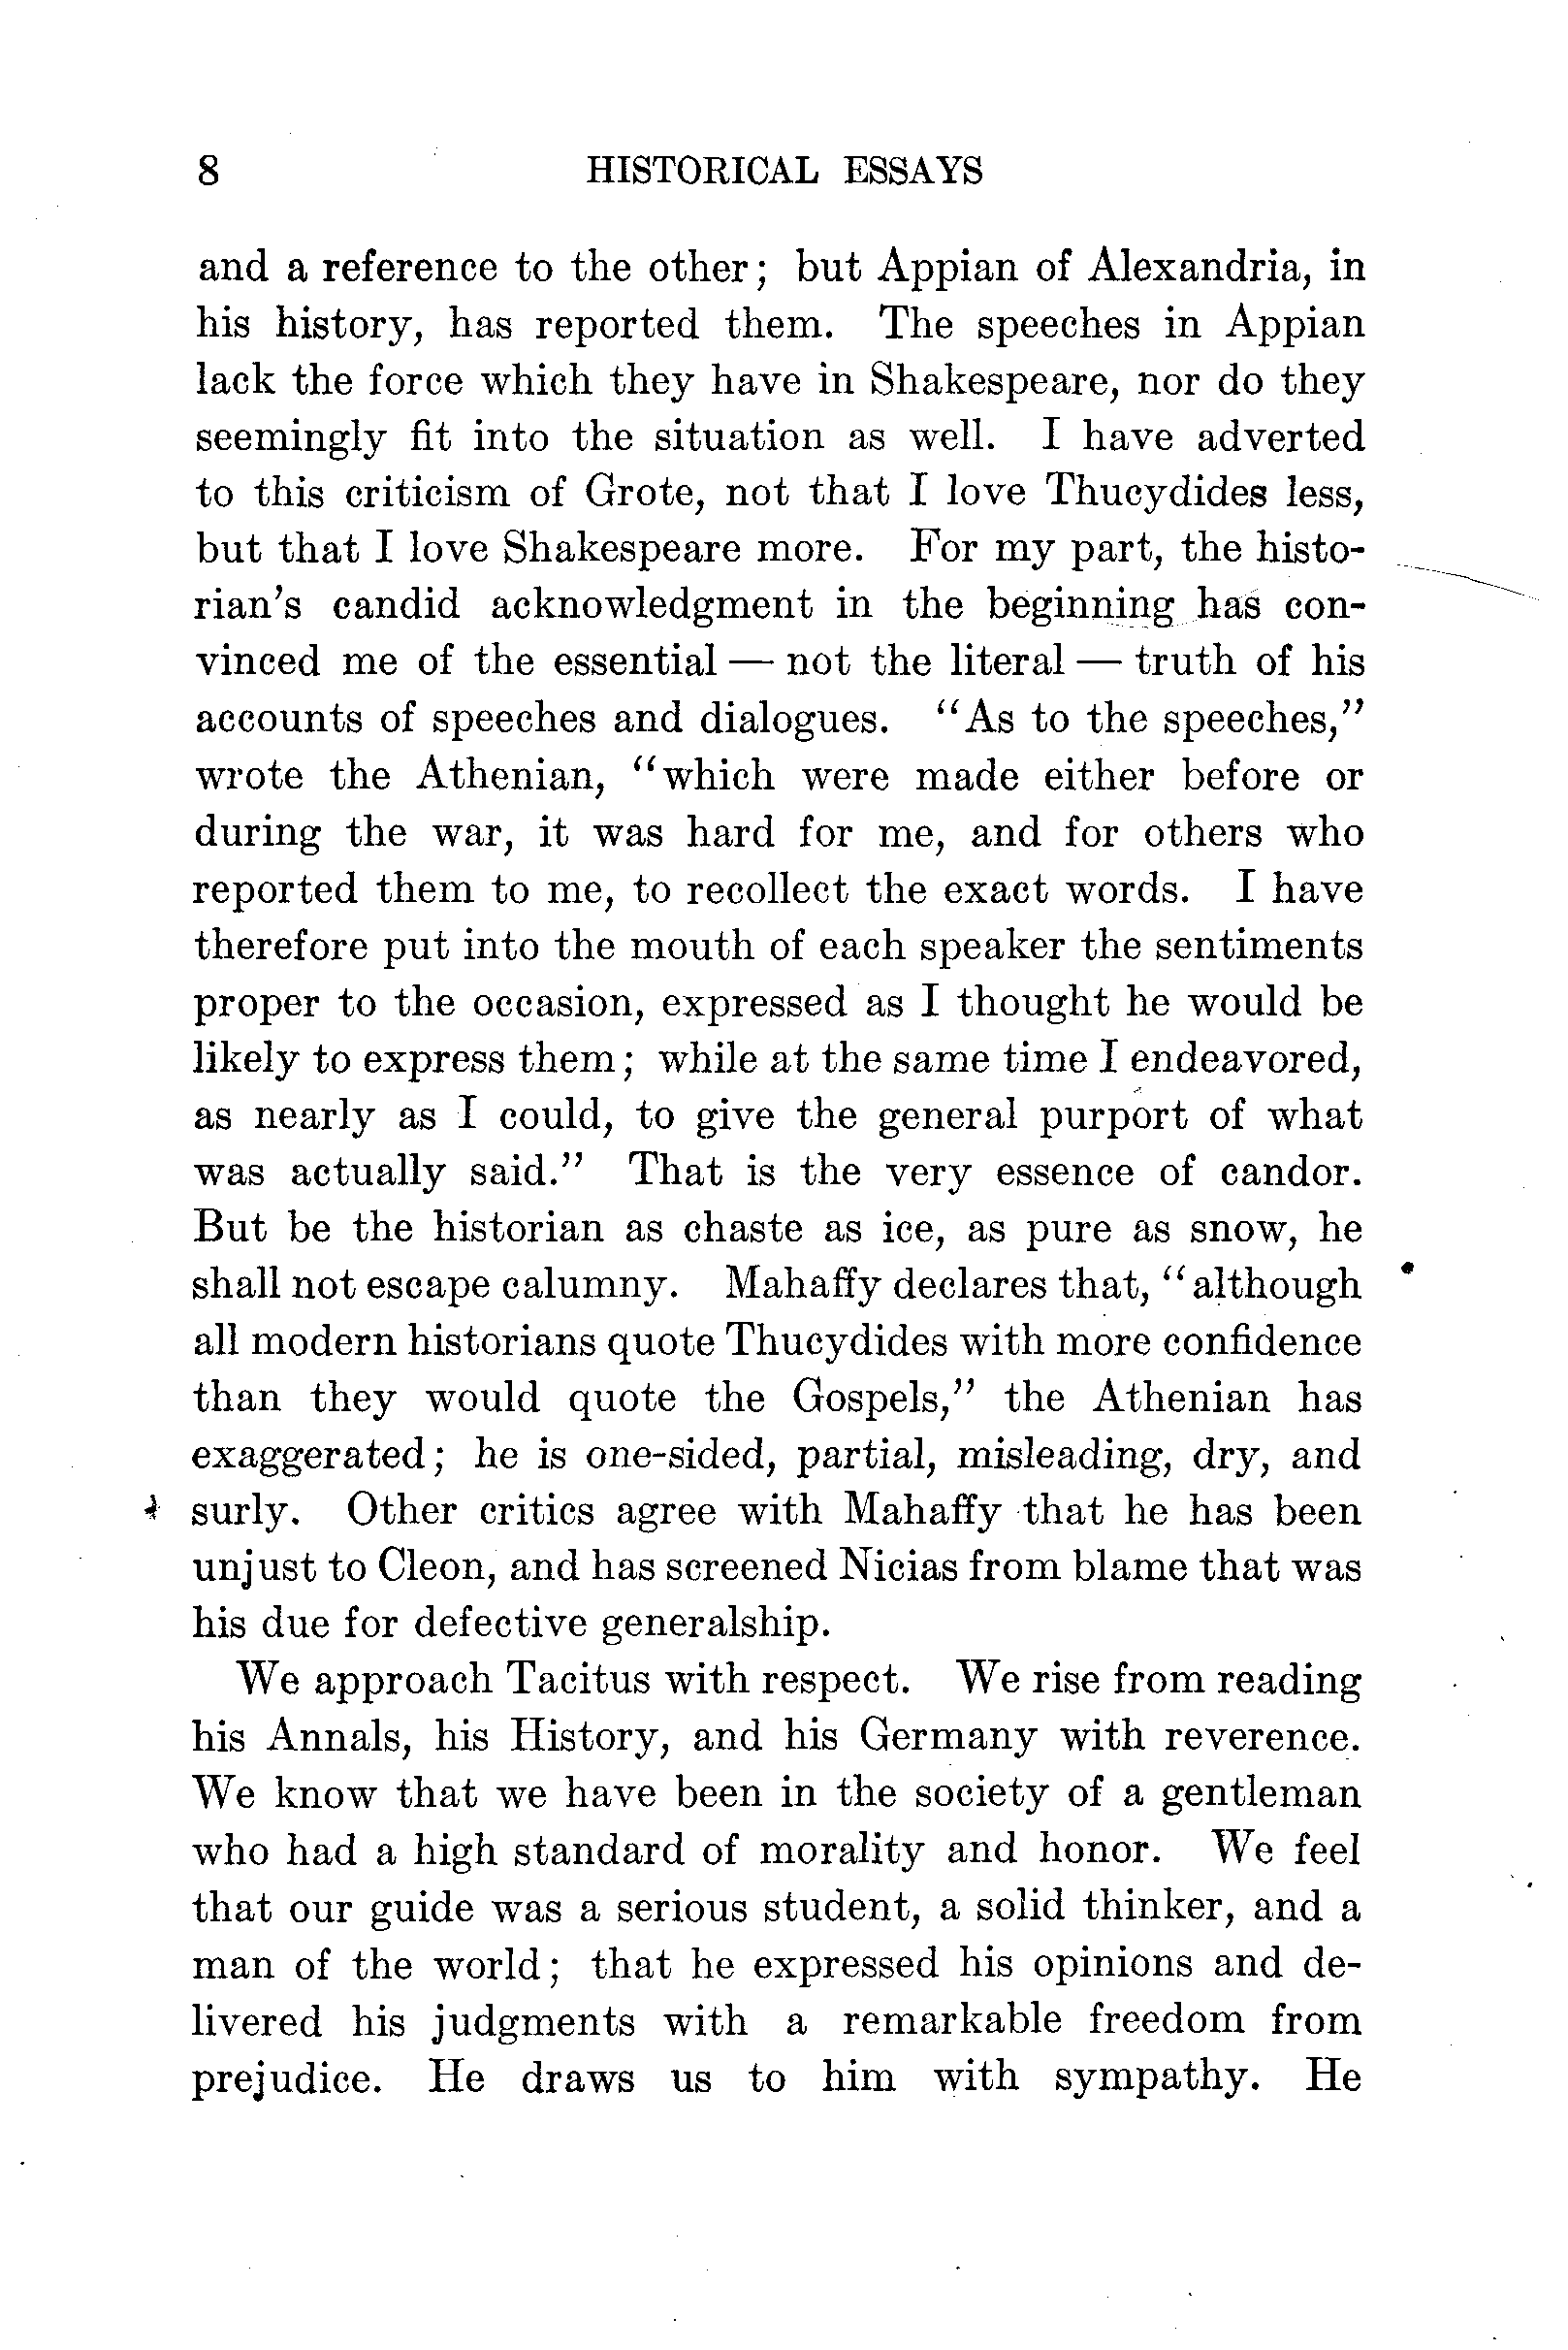 8 HISTORICAL ESSAYS
and a reference to the other; but Appian of Alexandria, in
his history, has reported them. The speeches in Appian
lack the force which they have in Shakespeare, nor do they
seemingly fit into the situation as well. I have adverted
to this criticism of Grote, not that I love Thucydides less,
but that I love Shakespeare more. For my part, the histo-
rian's candid acknowledgment in the beginning has con-
vinced me of the essential — not the literal — truth of his
accounts of speeches and dialogues. "As to the speeches,"
wrote the Athenian, "which were made either before or
during the war, it was hard for me, and for others who
reported them to me, to recollect the exact words. I have
therefore put into the mouth of each speaker the sentiments
proper to the occasion, expressed as I thought he would be
likely to express them; while at the same time I endeavored,
as nearly as I could, to give the general purport of what
was actually said." That is the very essence of candor.
But be the historian as chaste as ice, as pure as snow, he
shall not escape calumny. Mahaffy declares that, "although
all modern historians quote Thucydides with more confidence
than they would quote the Gospels," the Athenian has
exaggerated; he is one-sided, partial, misleading, dry, and
surly. Other critics agree with Mahaffy that he has been
unjust to Cleon, and has screened Nicias from blame that was
his due for defective generalship.
We approach Tacitus with respect. We rise from reading
his Annals, his History, and his Germany with reverence.
We know that we have been in the society of a gentleman
who had a high standard of morality and honor. We feel
that our guide was a serious student, a solid thinker, and a
man of the world; that he expressed his opinions and de-
livered his judgments with a remarkable freedom from
prejudice. He draws us to him with sympathy. He